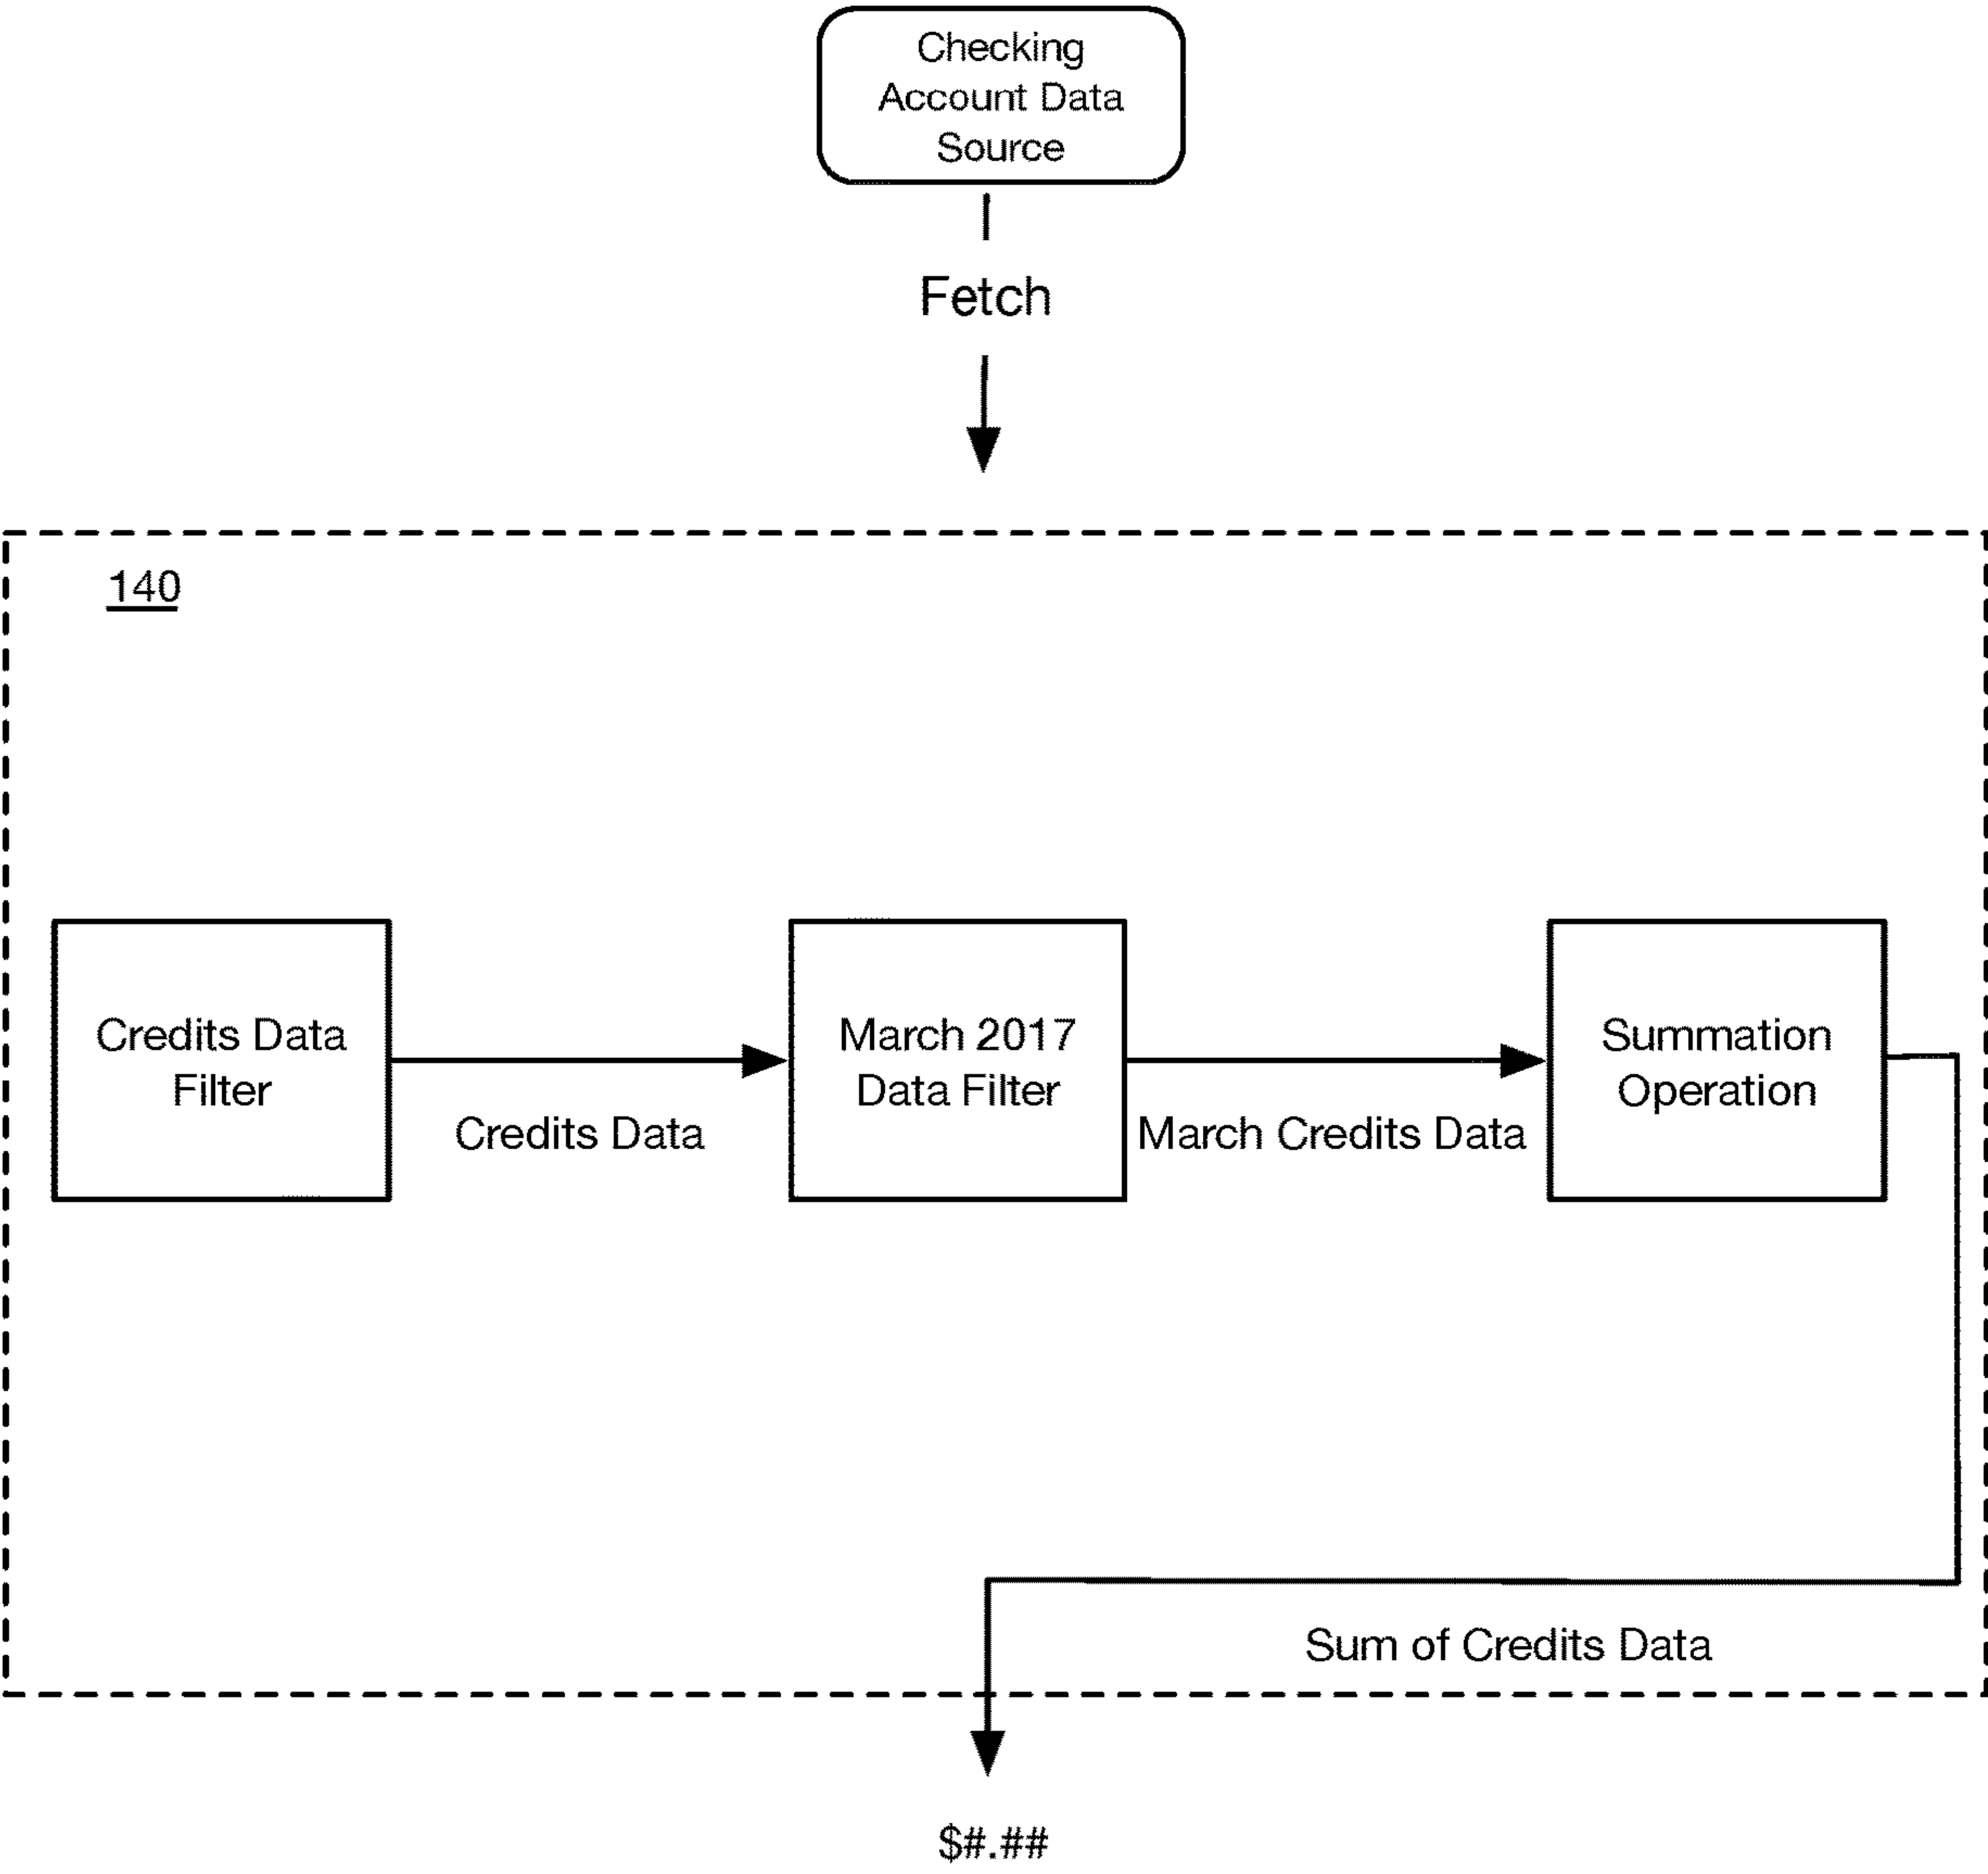 Checking
Account Data
Source
Fetch
140
Credits Data
Filter
Credits Data
March 2017
Data Filter
March Credits Data
Summation
Operation
Sum of Credits Data
$#.##